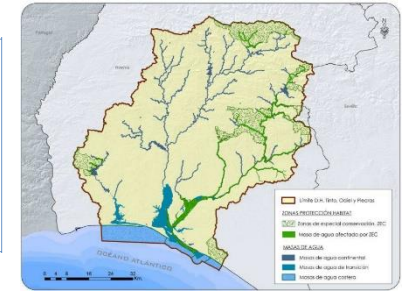 Portugal
Huelva
Sevilla
OCÉANO ATLÁNTICO
Límite D.H. Tinto, Odiel y Piedras
ZONAS PROTECCIÓN HABITAT
Zonas de especial conservación. ZEC
Masa de agua afectada por ZEC
MASAS DE AGUA
Masas de agua continental
Masas de agua de transición
Masas de agua costera